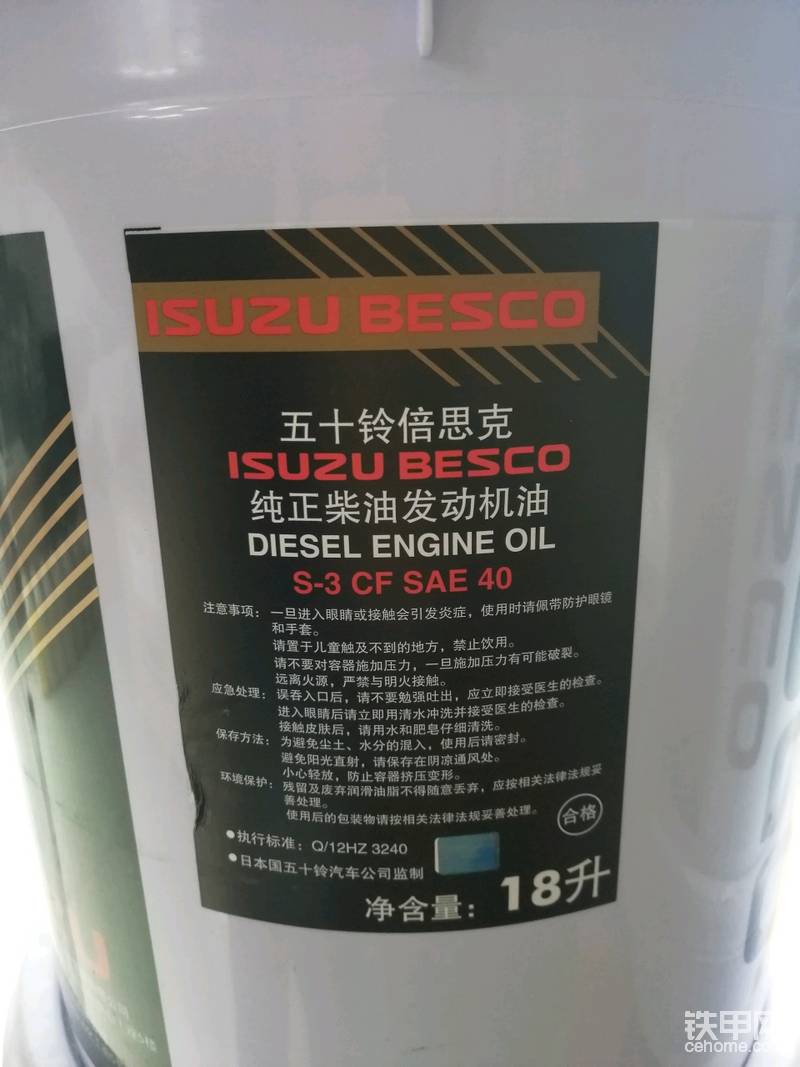 ISUZU BESCO
五十铃倍思克
ISUZU BESCO
纯正柴油发动机油
DIESEL ENGINE OIL
S-3 CF SAE 40
注意事项：一旦进入眼睛或接触会引发炎症，使用时请佩带防护眼镜
和手套。
请置于儿童触及不到的地方，禁止饮用。
请不要对容器施加压力，一旦施加压力有可能破裂。
远离火源，严禁与明火接触。
应急处理：误吞入口后，请不要勉强吐出，应立即接受医生的检查。
进入眼睛后请立即用清水冲洗并接受医生的检查。
接触皮肤后，请用水和肥皂仔细清洗。
保存方法：为避免尘土、水分的混入，使用后请密封。
避免阳光直射，请保存在阴凉通风处。
小心轻放，防止容器挤压变形。
环境保护：残留及废弃润滑油脂不得随意丢弃，应按相关法律法规妥
善处理。
使用后的包装物请按相关法律法规妥善处理。
合格
●执行标准：Q/12HZ 3240
●日本国五十铃汽车公司监制
净含量：18升
铁甲网
cehome.com